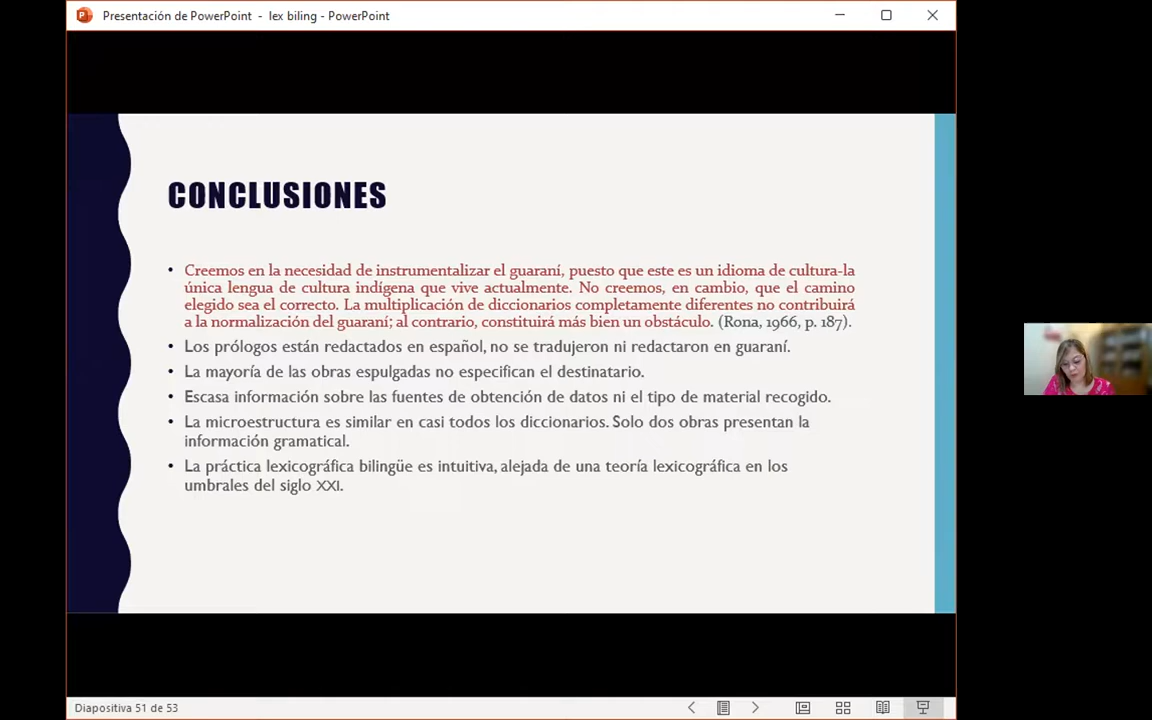 Presentación de PowerPoint - lex biling - PowerPoint
CONCLUSIONES
• Creemos en la necesidad de instrumentalizar el guaraní, puesto que este es un idioma de cultura-la
única lengua de cultura indígena que vive actualmente. No creemos, en cambio, que el camino
elegido sea el correcto. La multiplicación de diccionarios completamente diferentes no contribuirá
a la normalización del guaraní; al contrario, constituirá más bien un obstáculo. (Rona, 1966, p. 187).
• Los prólogos están redactados en español, no se tradujeron ni redactaron en guaraní.
• La mayoría de las obras espulgadas no especifican el destinatario.
• Escasa información sobre las fuentes de obtención de datos ni el tipo de material recogido.
• La microestructura es similar en casi todos los diccionarios. Solo dos obras presentan la
información gramatical.
• La práctica lexicográfica bilingüe es intuitiva, alejada de una teoría lexicográfica en los
umbrales del siglo XXI.
Diapositiva 51 de 53